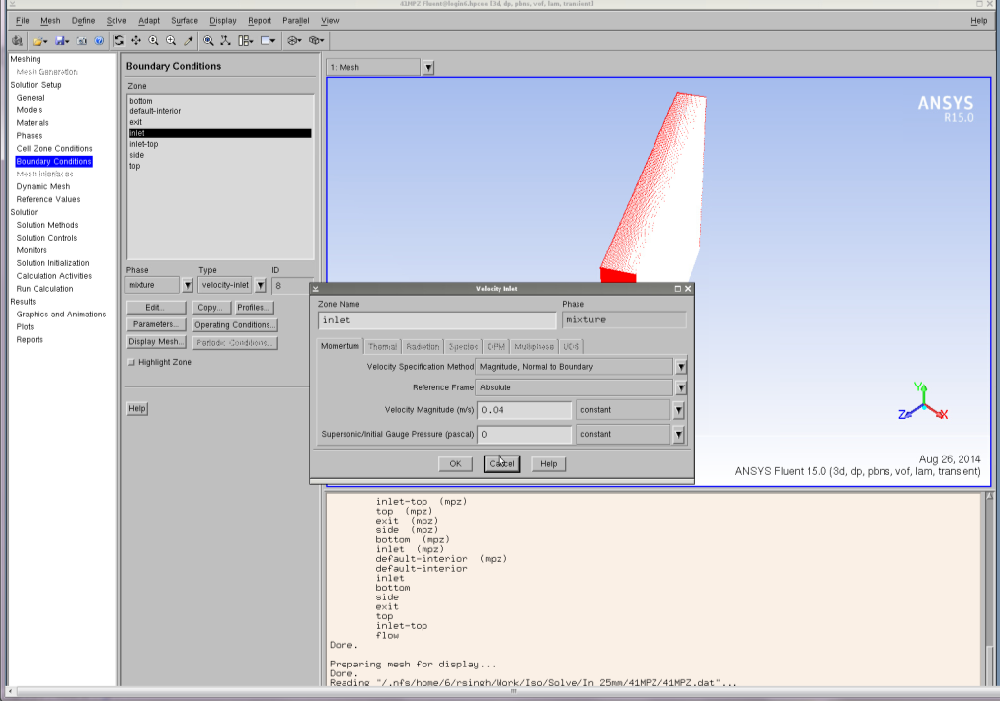 41MPZ Fluent@login6.hpcoe [3d, dp, pbns, vof, lam, transient]
File Mesh Define Solve Adapt Surface Display Report Parallel View Help
Meshing
Mesh Generation
Solution Setup
General
Models
Materials
Phases
Cell Zone Conditions
Boundary Conditions
Mesh Interfaces
Dynamic Mesh
Reference Values
Solution
Solution Methods
Solution Controls
Monitors
Solution Initialization
Calculation Activities
Run Calculation
Results
Graphics and Animations
Plots
Reports
Boundary Conditions
Zone
bottom
default-interior
exit
inlet
inlet-top
side
top
Phase Type ID
mixture velocity-inlet 8
Edit... Copy... Profiles...
Parameters... Operating Conditions...
Display Mesh... Periodic Conditions...
Highlight Zone
Help
1: Mesh
ANSYS
R15.0
Velocity Inlet
Zone Name Phase
inlet mixture
Momentum Thermal Radiation Species DPM Multiphase UDS
Velocity Specification Method Magnitude, Normal to Boundary
Reference Frame Absolute
Velocity Magnitude (m/s) 0.04 constant
Supersonic/Initial Gauge Pressure (pascal) 0 constant
OK Cancel Help
Y
Z X
Aug 26, 2014
ANSYS Fluent 15.0 (3d, dp, pbns, vof, lam, transient)
inlet-top (mpz)
top (mpz)
exit (mpz)
side (mpz)
bottom (mpz)
inlet (mpz)
default-interior (mpz)
default-interior
inlet
bottom
side
exit
top
inlet-top
flow
Done.
Preparing mesh for display...
Done.
Reading "/.nfs/home/6/rsingh/Work/Iso/Solve/In_25mm/41MPZ/41MPZ.dat"...